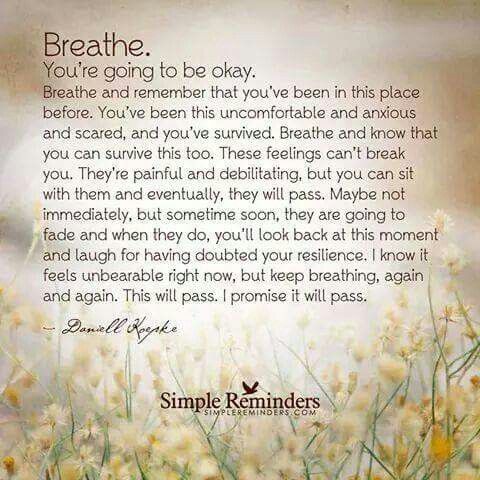 Breathe.
You're going to be okay.
Breathe and remember that you've been in this place
before. You've been this uncomfortable and anxious
and scared, and you've survived. Breathe and know that
you can survive this too. These feelings can't break
you. They're painful and debilitating, but you can sit
with them and eventually, they will pass. Maybe not
immediately, but sometime soon, they are going to
fade and when they do, you'll look back at this moment
and laugh for having doubted your resilience. I know it
feels unbearable right now, but keep breathing, again
and again. This will pass. I promise it will pass.
— Daniell Koepke
Simple Reminders
SIMPLEREMINDERS.COM